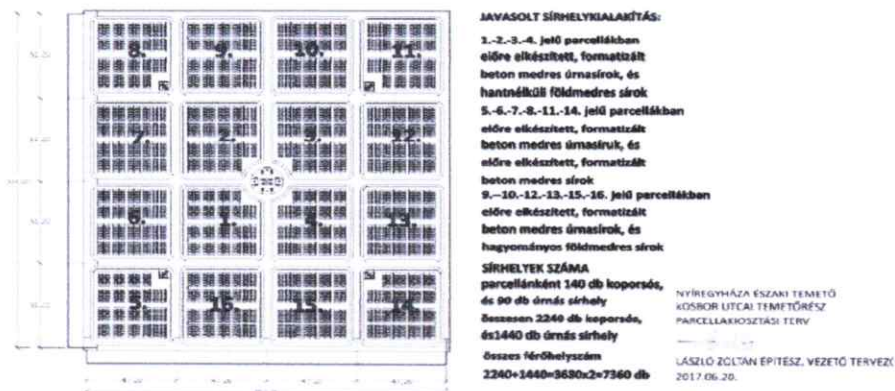 8. 9. 10. 11.
7. 2. 3. 12.
6. 1. 4. 13.
5. 16. 15. 14.
JAVASOLT SÍRHELYKIALAKÍTÁS:
1.-2.-3.-4. jelű parcellákban
előre elkészített, formatizált
beton medres úrnasírok, és
hantnélküli földmedres sírok
5.-6.-7.-8.-11.-14. jelű parcellákban
előre elkészített, formatizált
beton medres úrnasíruk, és
előre elkészített, formatizált
beton medres sírok
9.-10.-12.-13.-15.-16. jelű parcellákban
előre elkészített, formatizált
beton medres úrnasírok, és
hagyományos földmedres sírok
SÍRHELYEK SZÁMA
parcellánként 140 db koporsós,
és 90 db úrnás sírhely
összesen 2240 db koporsós,
és1440 db úrnás sírhely
összes férőhelyszám
2240+1440=3680x2=7360 db
NYÍREGYHÁZA ÉSZAKI TEMETŐ
KOSBOR UTCAI TEMETŐRÉSZ
PARCELLAKIOSZTÁSI TERV
LÁSZLÓ ZOLTÁN ÉPÍTÉSZ, VEZETŐ TERVEZŐ
2017.06.20.